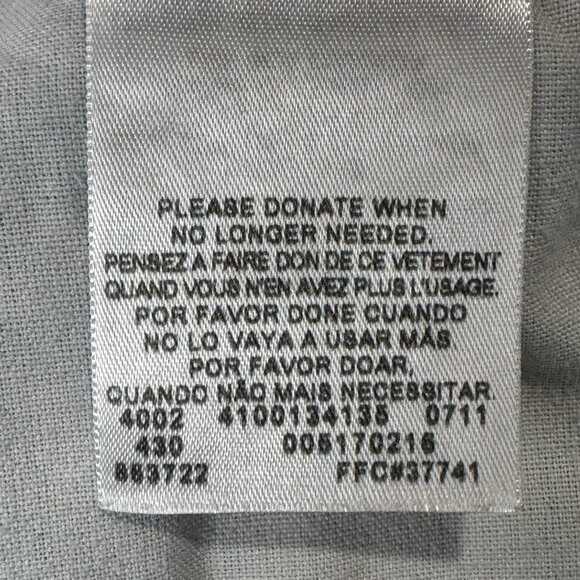 PLEASE DONATE WHEN
NO LONGER NEEDED.
PENSEZ A FAIRE DON DE CE VETEMENT
QUAND VOUS N'EN AVEZ PLUS L'USAGE.
POR FAVOR DONE CUANDO
NO LO VAYA A USAR MÁS
POR FAVOR DOAR,
QUANDO NÃO MAIS NECESSITAR.
4002 4100134135 0711
430 005170216
883722 FFC#37741